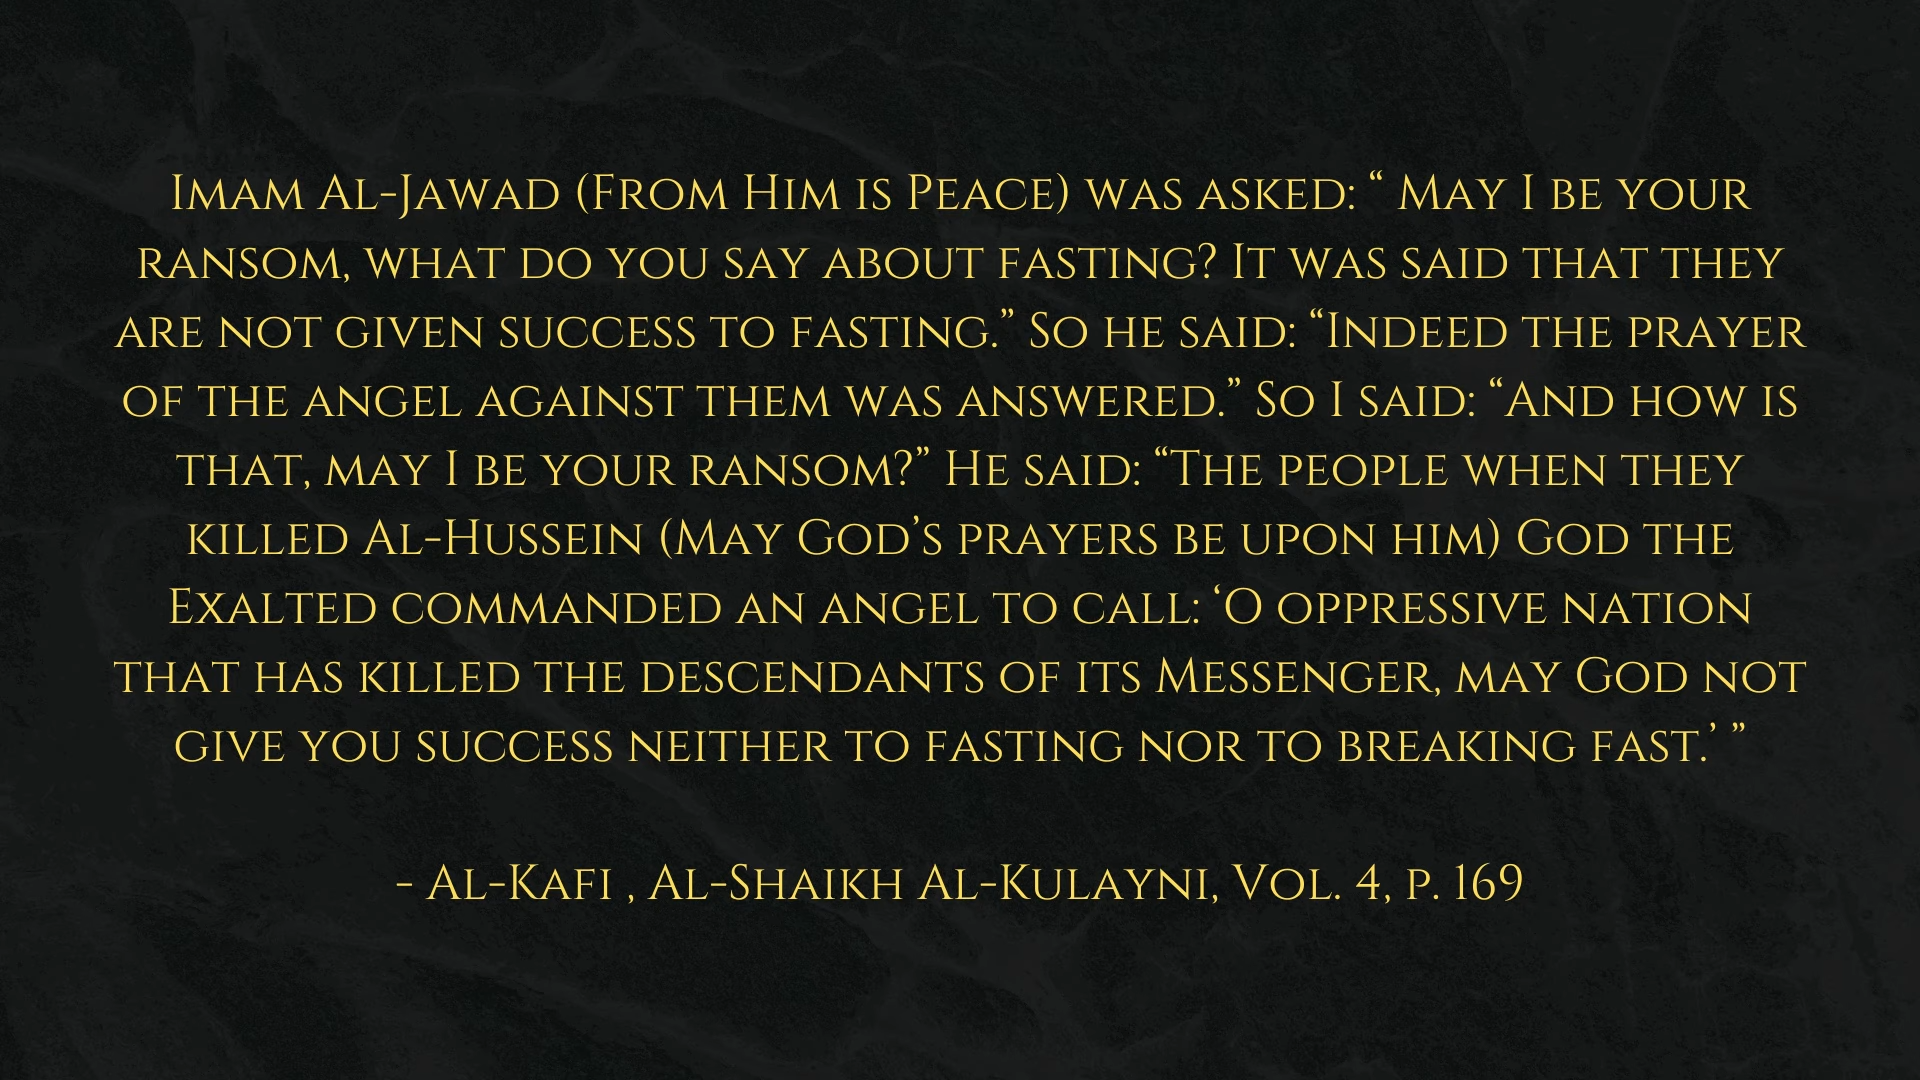 Imam Al-Jawad (From Him is Peace) was asked: “ May I be your
ransom, what do you say about fasting? It was said that they
are not given success to fasting.” So he said: “Indeed the prayer
of the angel against them was answered.” So I said: “And how is
that, may I be your ransom?” He said: “The people when they
killed Al-Hussein (May God’s prayers be upon him) God the
Exalted commanded an angel to call: ‘O oppressive nation
that has killed the descendants of its Messenger, may God not
give you success neither to fasting nor to breaking fast.’ ”
- Al-Kafi , Al-Shaikh Al-Kulayni, Vol. 4, p. 169